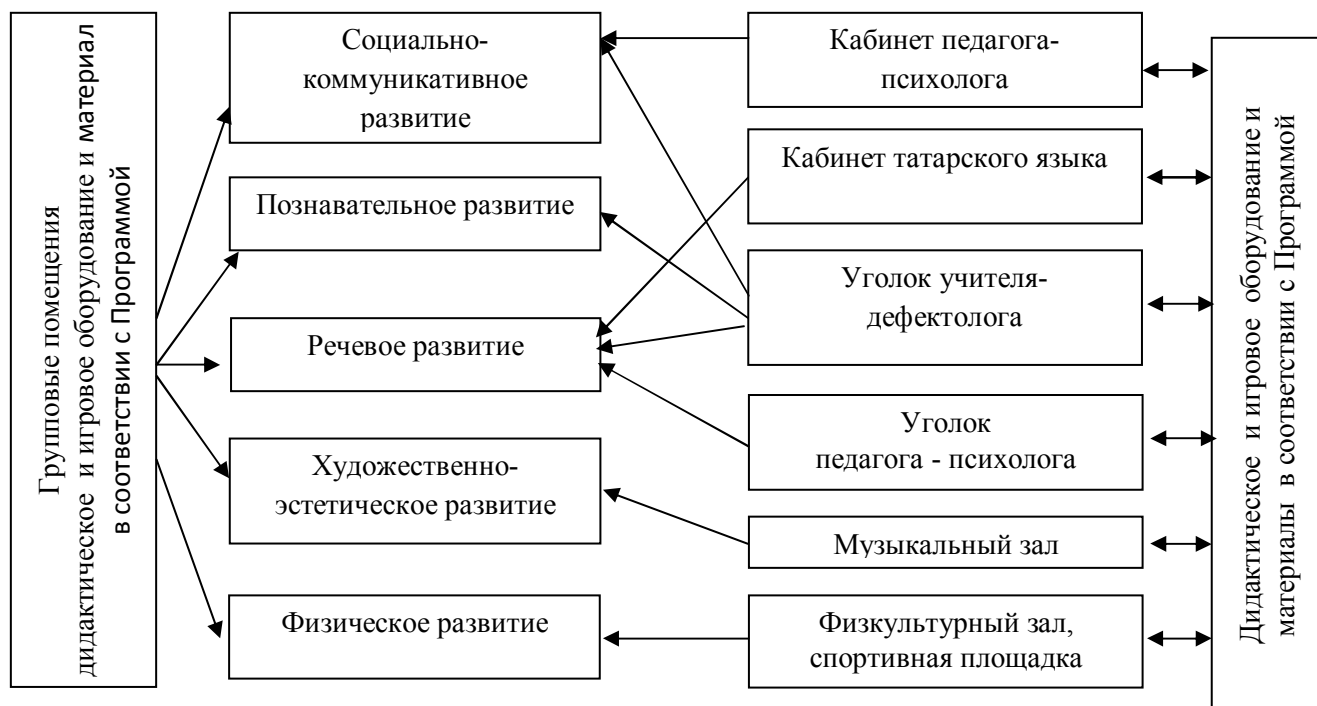 Групповые помещения
дидактическое и игровое оборудование и материал
в соответствии с Программой
Социально-
коммуникативное
развитие
Познавательное развитие
Речевое развитие
Художественно-
эстетическое развитие
Физическое развитие
Кабинет педагога-
психолога
Кабинет татарского языка
Уголок учителя-
дефектолога
Уголок
педагога - психолога
Музыкальный зал
Физкультурный зал,
спортивная площадка
Дидактическое и игровое оборудование и
материалы в соответствии с Программой